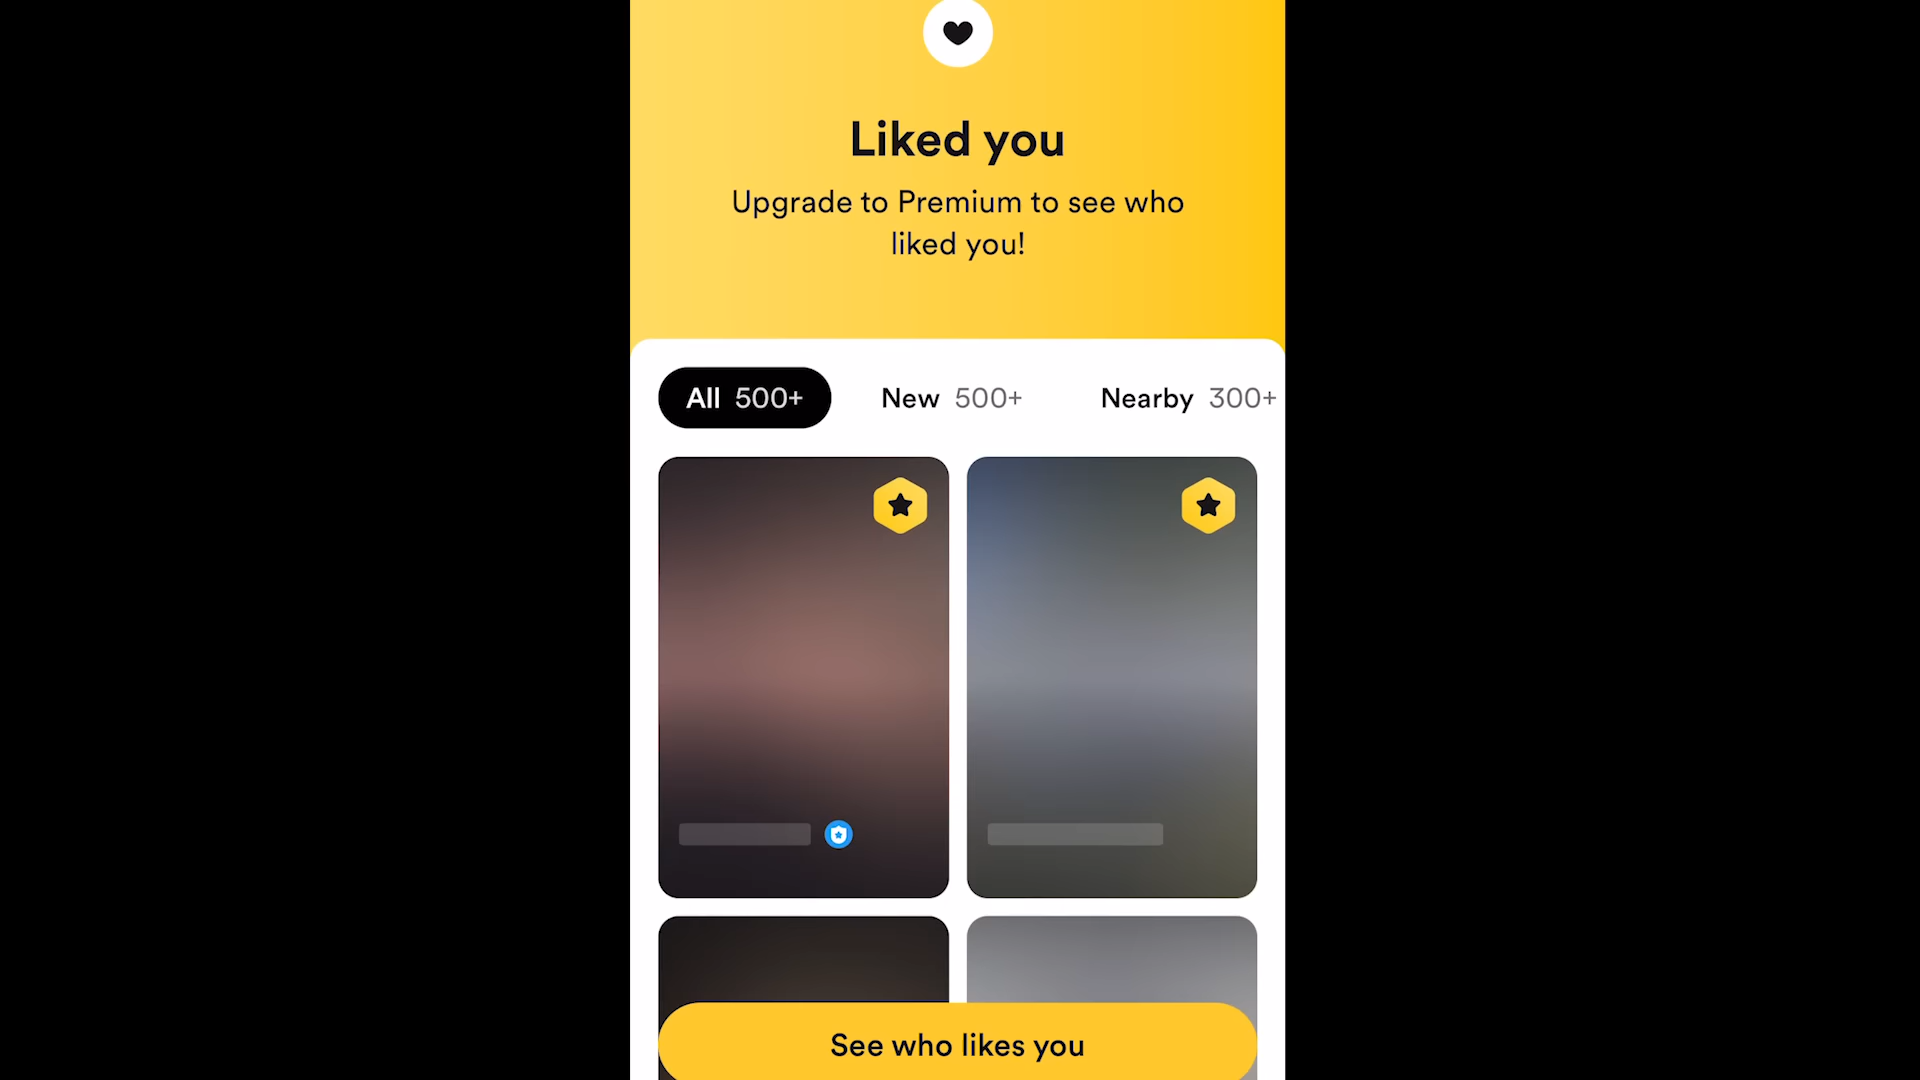 Liked you
Upgrade to Premium to see who
liked you!
All 500+ New 500+ Nearby 300+
See who likes you